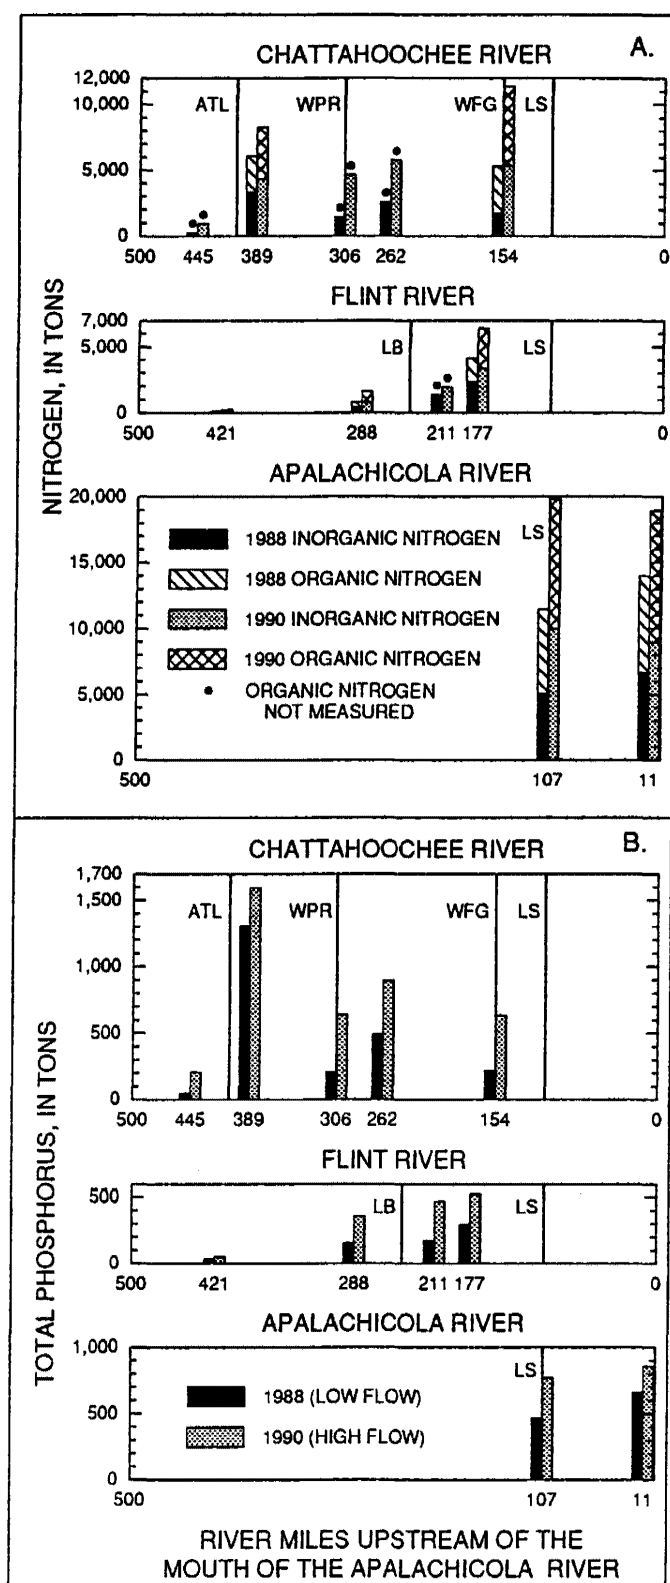 A.
CHATTAHOOCHEE RIVER
12,000
10,000
5,000
0
ATL
WPR
WFG
LS
500
445
389
306
262
154
0
FLINT RIVER
7,000
5,000
0
LB
LS
500
421
288
211
177
0
APALACHICOLA RIVER
20,000
15,000
10,000
5,000
0
LS
1988 INORGANIC NITROGEN
1988 ORGANIC NITROGEN
1990 INORGANIC NITROGEN
1990 ORGANIC NITROGEN
ORGANIC NITROGEN
NOT MEASURED
500
107
11
NITROGEN, IN TONS
B.
CHATTAHOOCHEE RIVER
1,700
1,500
1,000
500
0
ATL
WPR
WFG
LS
500
445
389
306
262
154
0
FLINT RIVER
500
0
LB
LS
500
421
288
211
177
0
APALACHICOLA RIVER
1,000
500
0
LS
1988 (LOW FLOW)
1990 (HIGH FLOW)
500
107
11
TOTAL PHOSPHORUS, IN TONS
RIVER MILES UPSTREAM OF THE
MOUTH OF THE APALACHICOLA RIVER